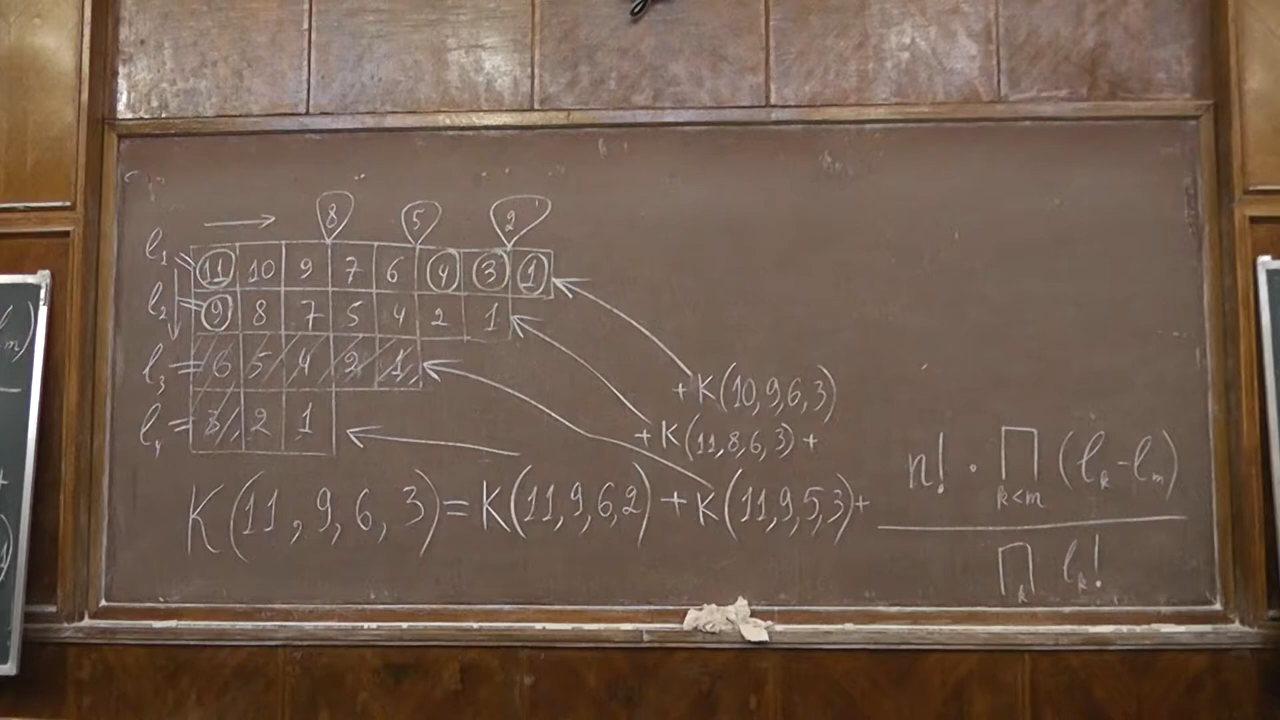 8 5 2
l₁ = 11 10 9 7 6 4 3 1
l₂ = 9 8 7 5 4 2 1
l₃ = 6 5 4 2 1
l₄ = 3 2 1
+ K(10,9,6,3)
+ K(11,8,6,3) +
K(11,9,6,3) = K(11,9,6,2) + K(11,9,5,3) +
n! · ∏ (lₖ - lₘ)
k<m
∏ lₖ!
k